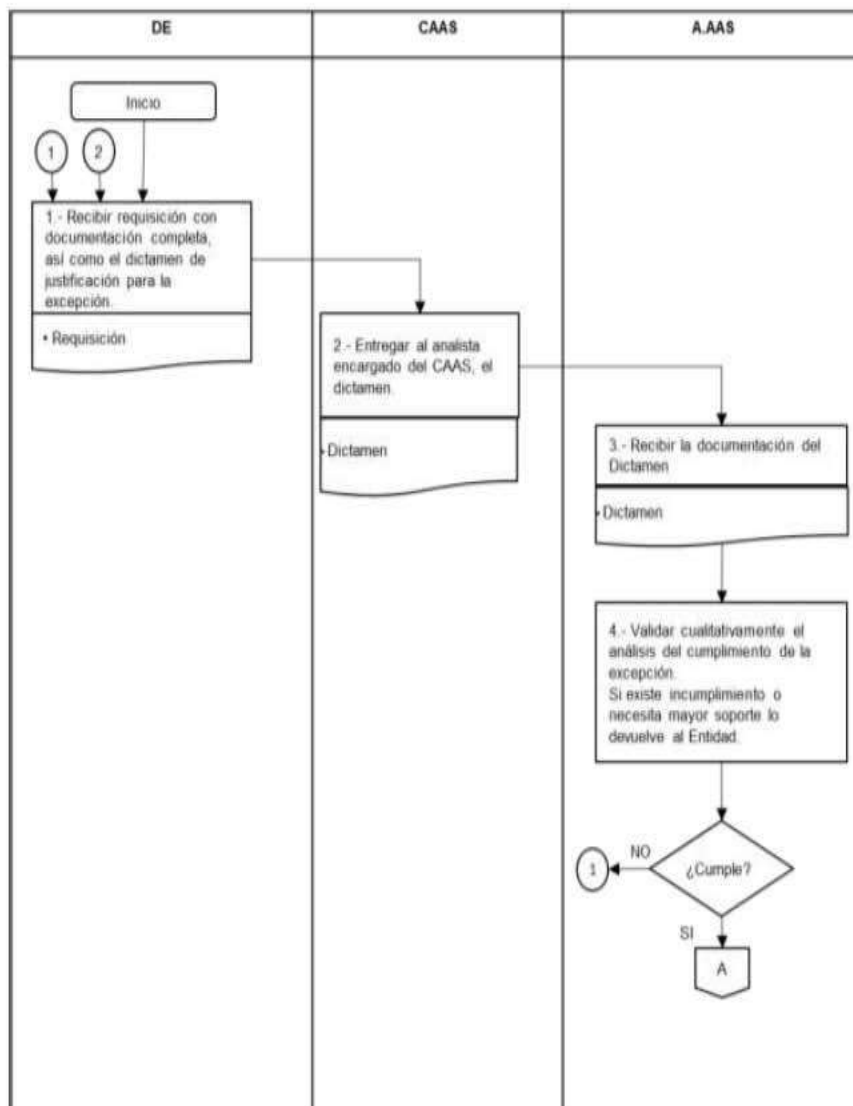 DE
CAAS
A.AAS
Inicio
1
2
1.- Recibir requisición con
documentación completa,
así como el dictamen de
justificación para la
excepción.
• Requisición
2.- Entregar al analista
encargado del CAAS, el
dictamen.
• Dictamen
3.- Recibir la documentación del
Dictamen
• Dictamen
4.- Validar cualitativamente el
análisis del cumplimiento de la
excepción.
Si existe incumplimiento o
necesita mayor soporte lo
devuelve al Entidad.
¿Cumple?
NO
1
SI
A